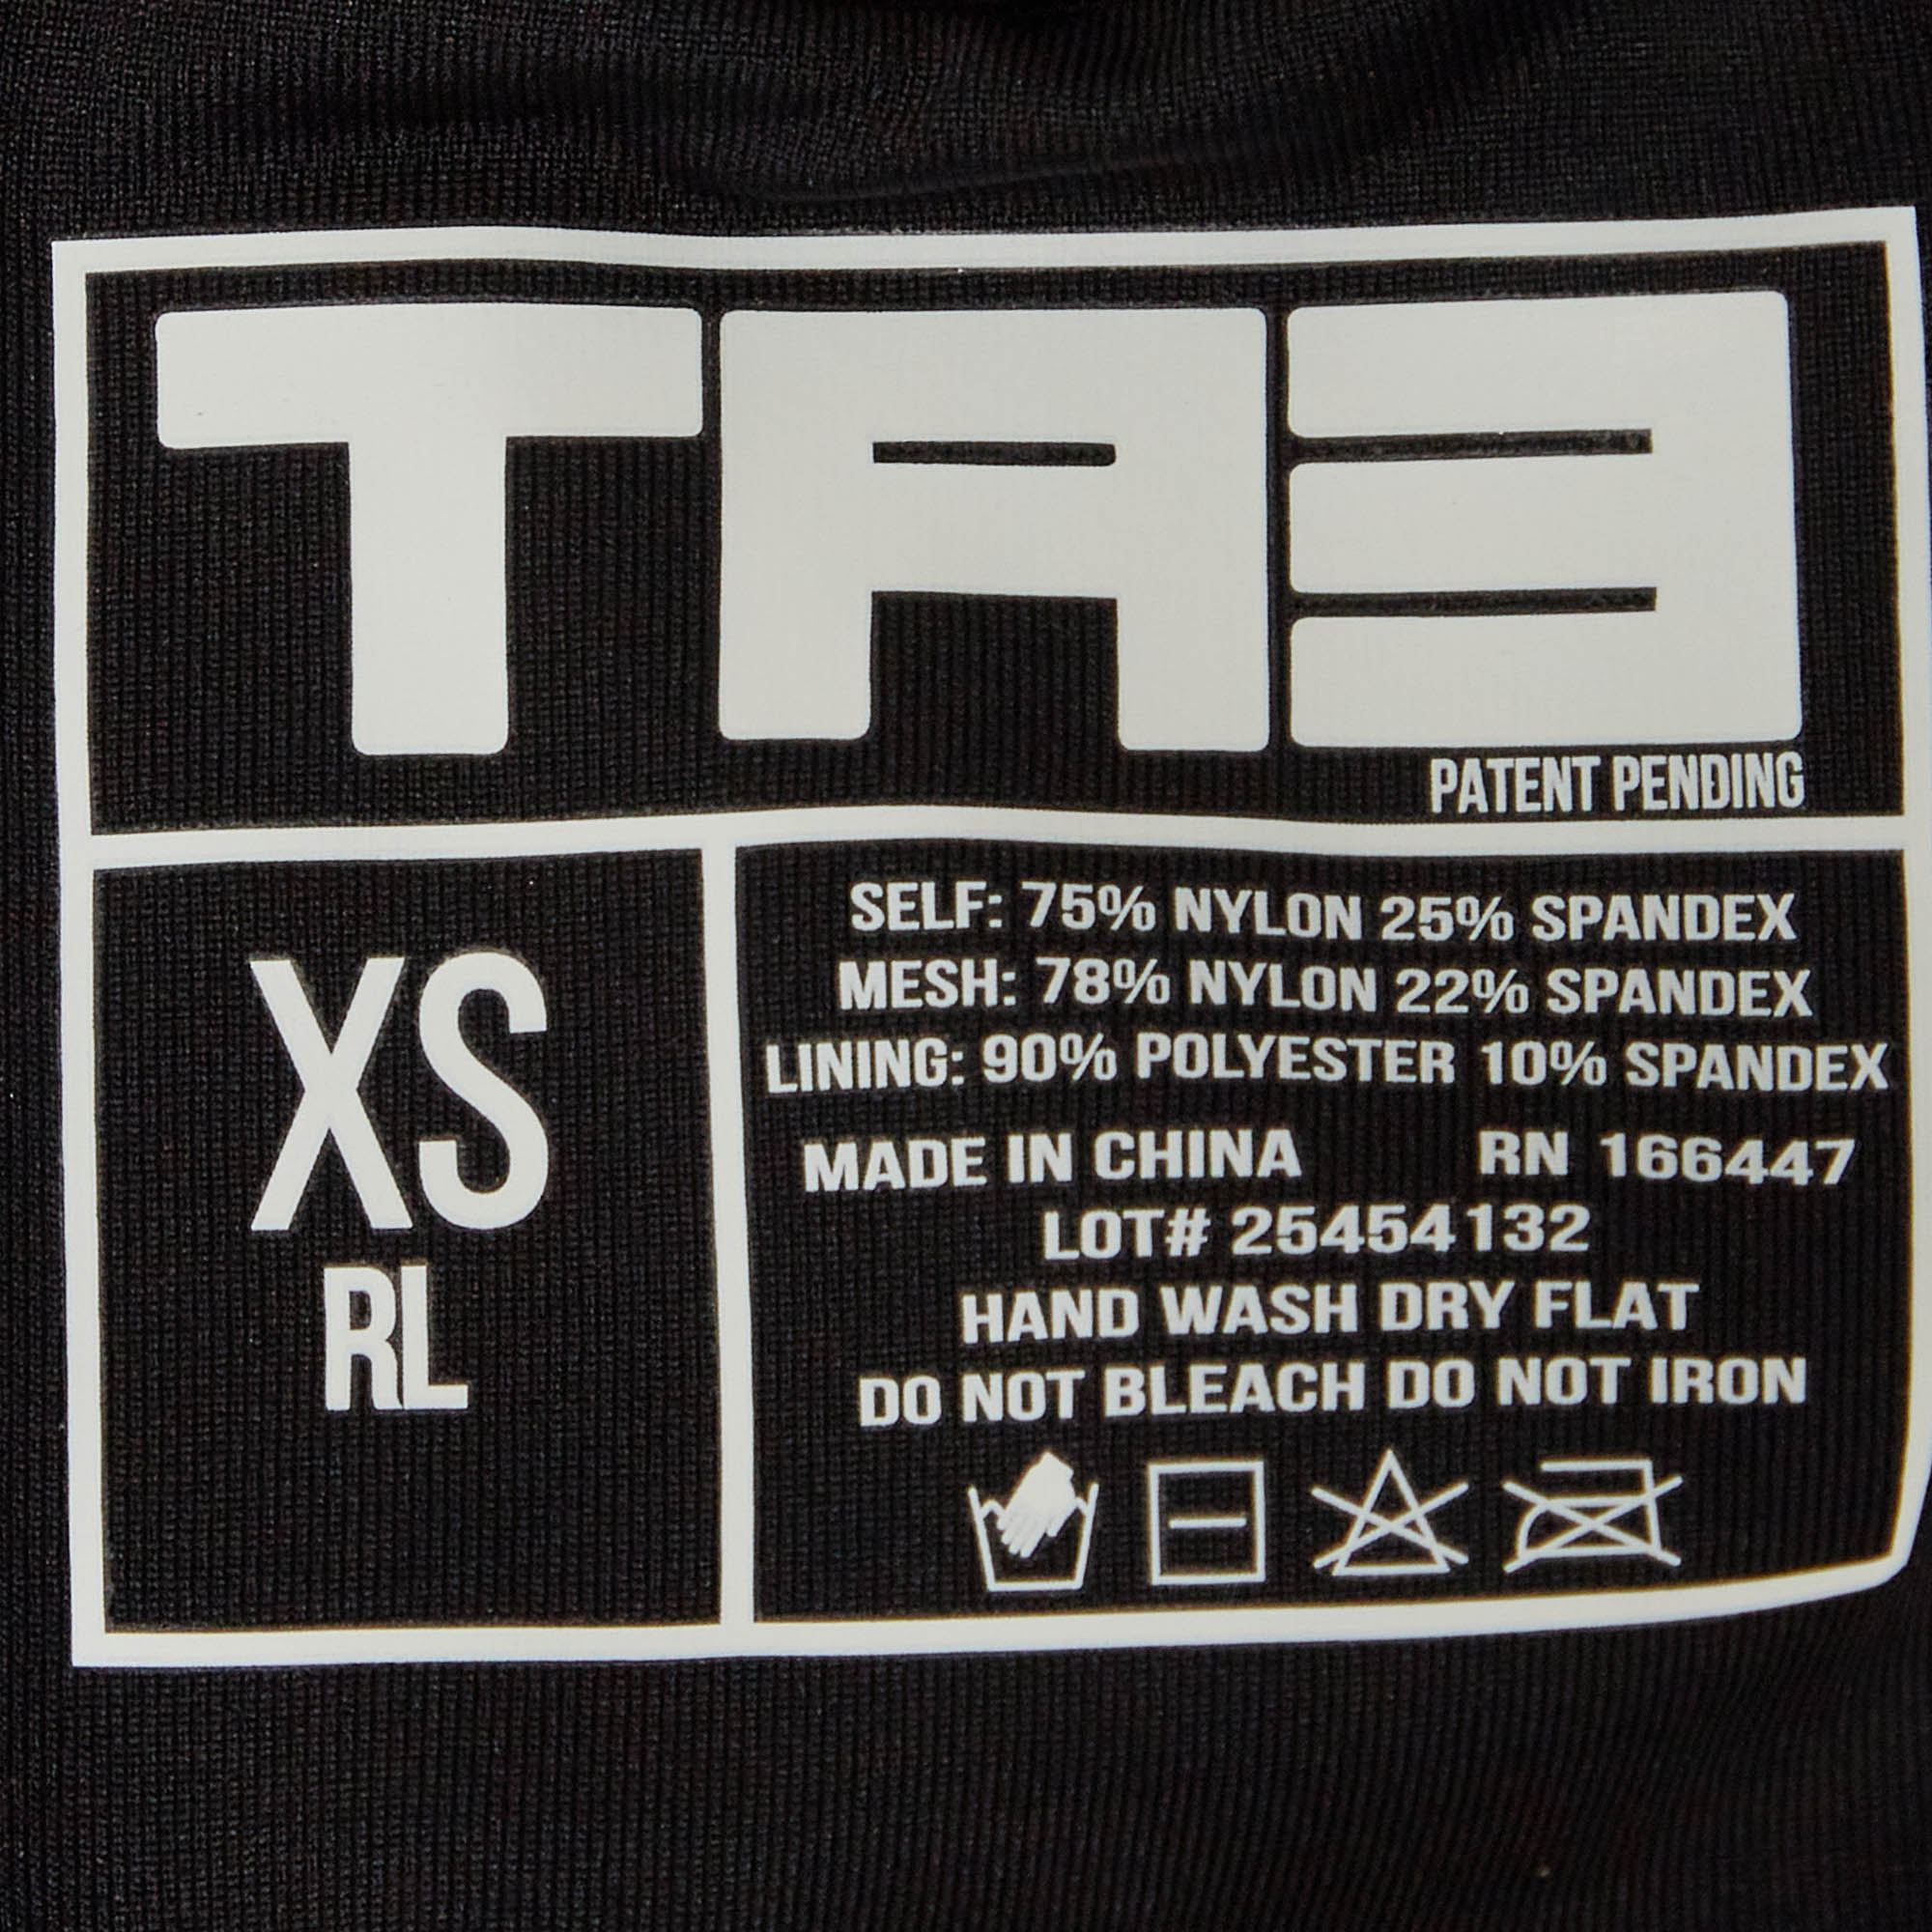 TA3
PATENT PENDING
XS
RL
SELF: 75% NYLON 25% SPANDEX
MESH: 78% NYLON 22% SPANDEX
LINING: 90% POLYESTER 10% SPANDEX
MADE IN CHINA RN 166447
LOT# 25454132
HAND WASH DRY FLAT
DO NOT BLEACH DO NOT IRON